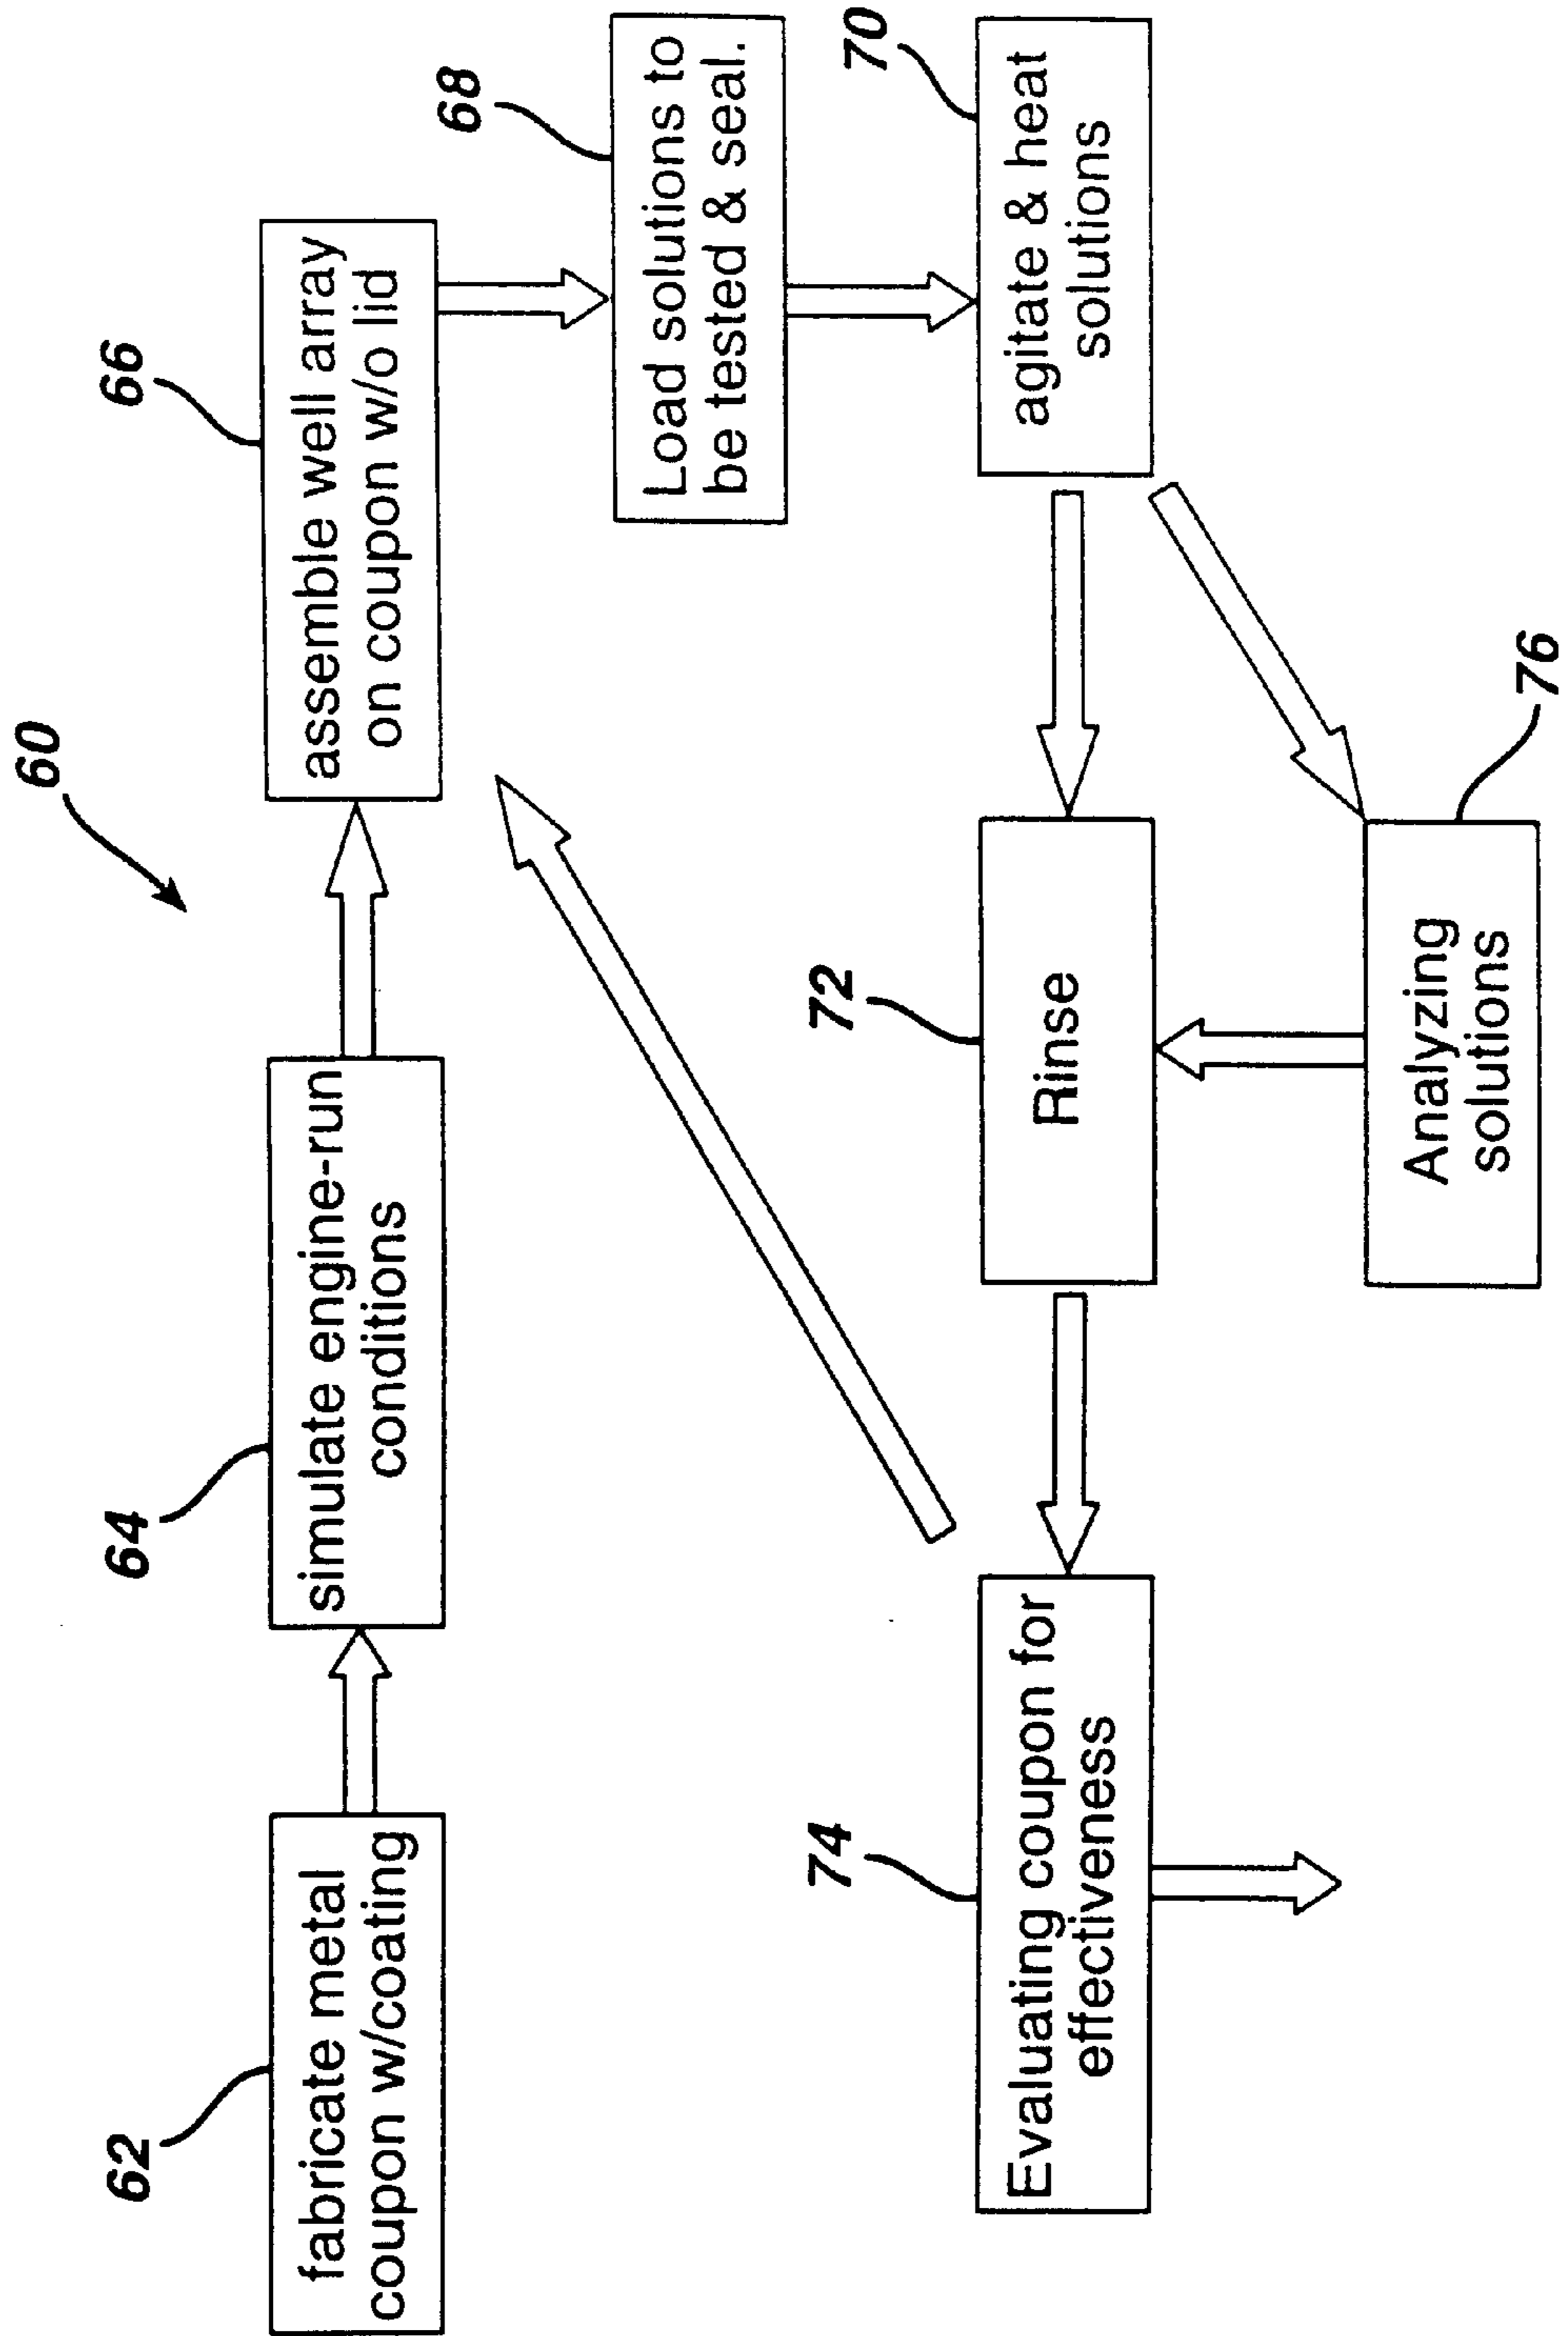 60
62
fabricate metal
coupon w/coating
64
simulate engine-run
conditions
66
assemble well array
on coupon w/o lid
68
Load solutions to
be tested & seal.
70
agitate & heat
solutions
72
Rinse
74
Evaluating coupon for
effectiveness
76
Analyzing
solutions